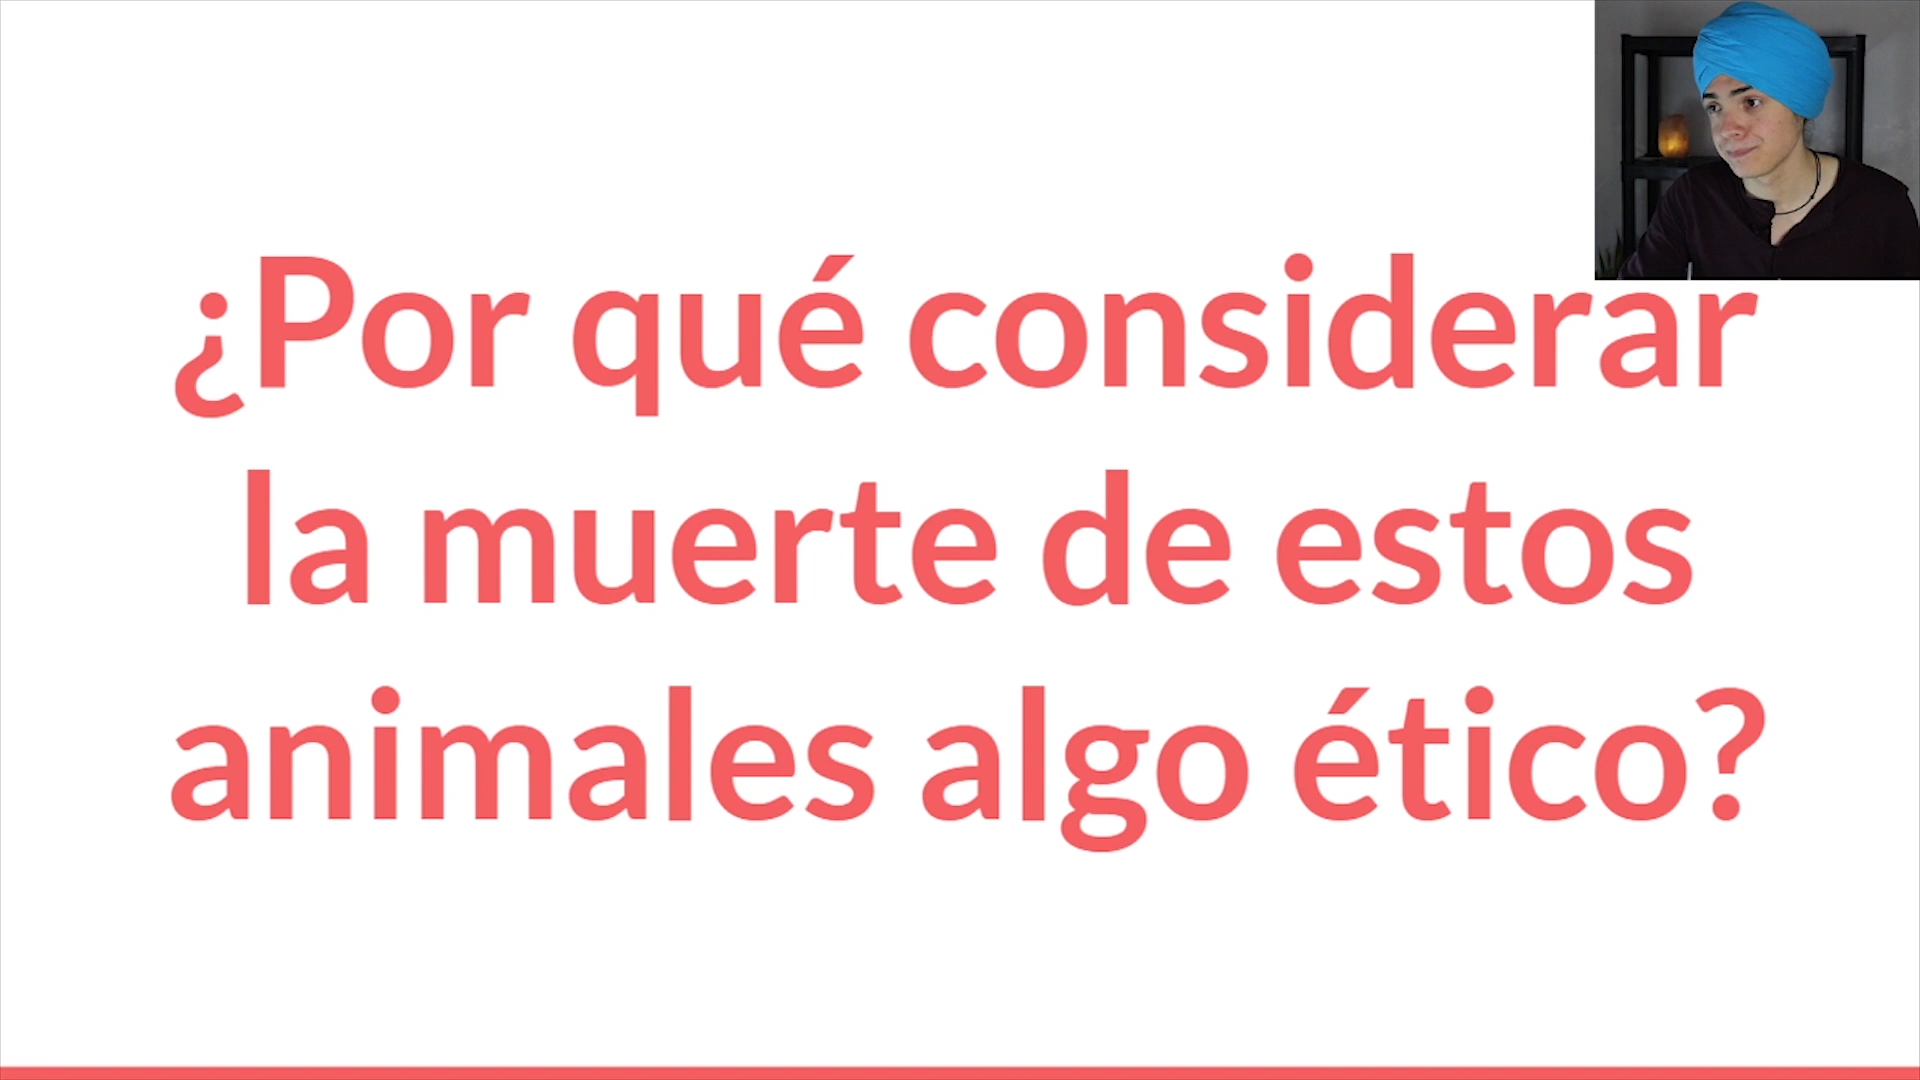 ¿Por qué considerar
la muerte de estos
animales algo ético?